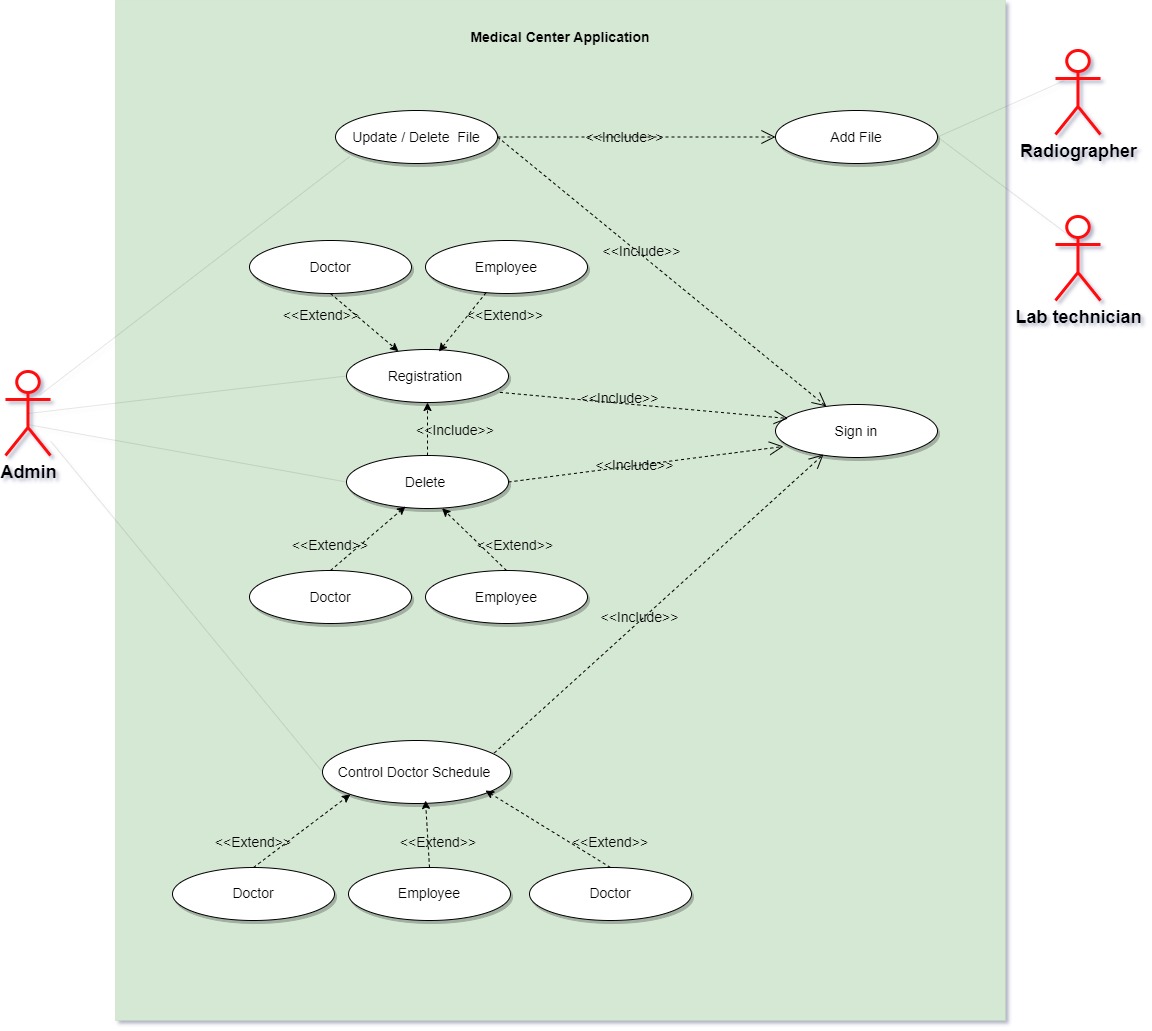 Medical Center Application
Update / Delete File
<<Include>>
Add File
Radiographer
<<Include>>
Doctor
Employee
<<Extend>>
<<Extend>>
Lab technician
Registration
<<Include>>
<<Include>>
Sign in
Admin
<<Include>>
Delete
<<Extend>>
<<Extend>>
Doctor
Employee
<<Include>>
Control Doctor Schedule
<<Extend>>
<<Extend>>
<<Extend>>
Doctor
Employee
Doctor